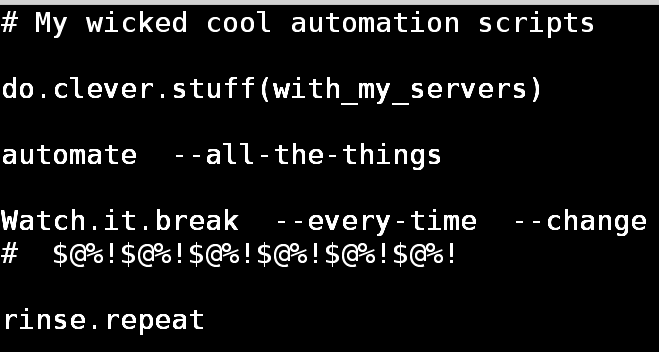 # My wicked cool automation scripts
do.clever.stuff(with_my_servers)
automate  --all-the-things
Watch.it.break  --every-time  --change
#  $@%!$@%!$@%!$@%!$@%!$@%!
rinse.repeat